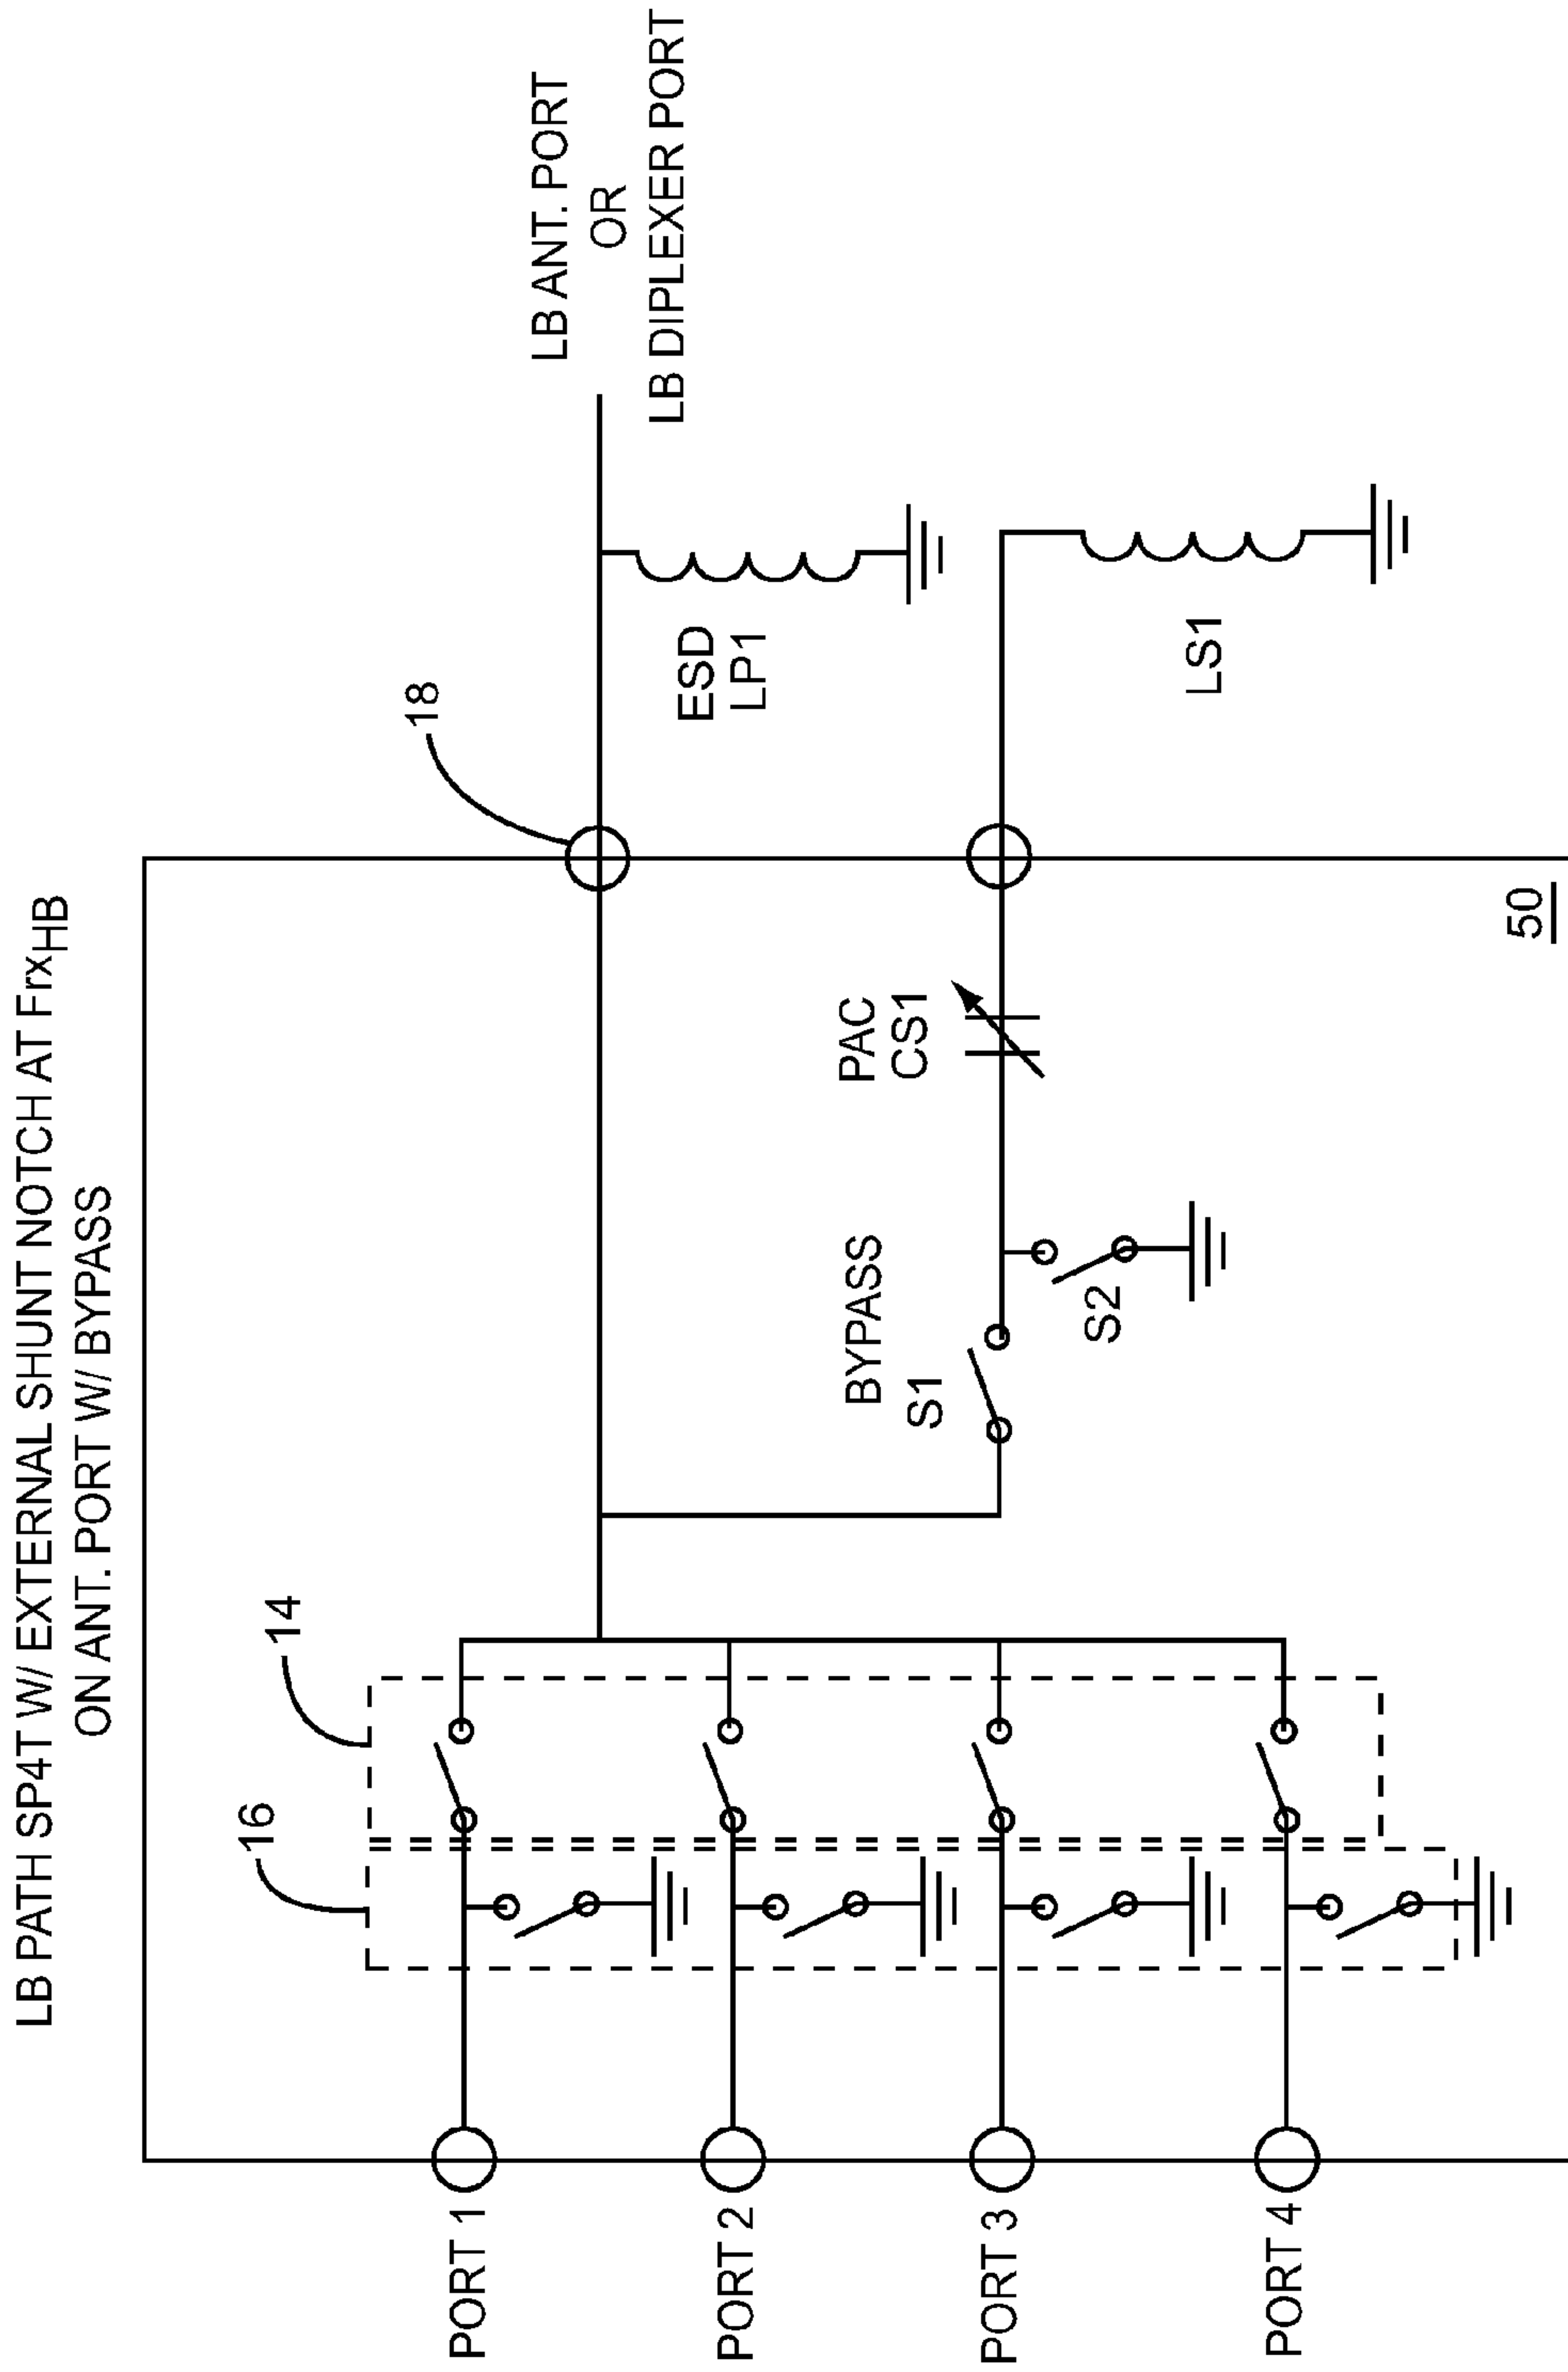 LB PATH SP4T W/ EXTERNAL SHUNT NOTCH AT FrxHB
ON ANT. PORT W/ BYPASS
16
14
18
LB ANT. PORT
OR
LB DIPLEXER PORT
PORT 1
PORT 2
PORT 3
PORT 4
ESD
LP1
BYPASS
S1
S2
PAC
CS1
LS1
50